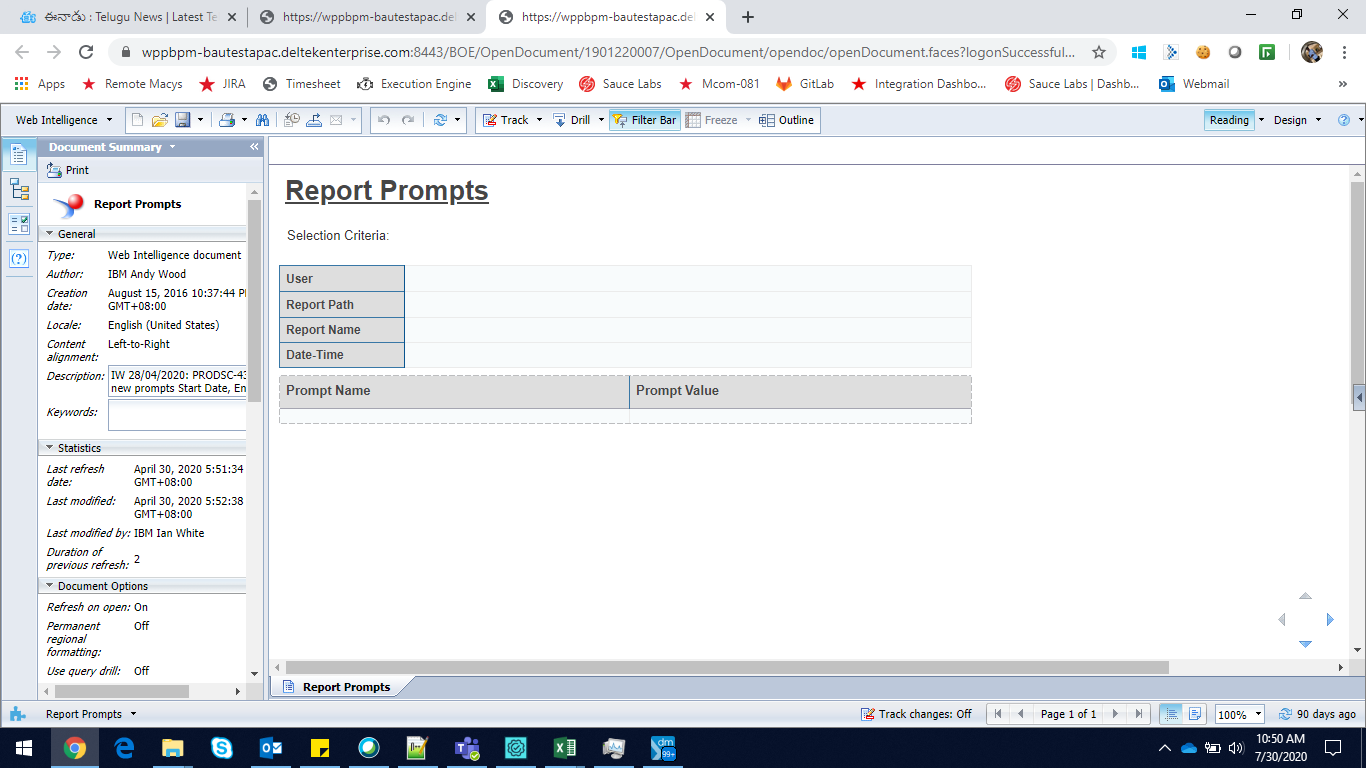 ఈనాడు : Telugu News | Latest Te
https://wppbpm-bautestapac.del
https://wppbpm-bautestapac.del
wppbpm-bautestapac.deltekenterprise.com:8443/BOE/OpenDocument/1901220007/OpenDocument/opendoc/openDocument.faces?logonSuccessful...
Apps Remote Macys JIRA Timesheet Execution Engine Discovery Sauce Labs Mcom-081 GitLab Integration Dashbo... Sauce Labs | Dashb... Webmail »
Web Intelligence Track Drill Filter Bar Freeze Outline Reading Design
Document Summary
Print
Report Prompts
General
Type: Web Intelligence document
Author: IBM Andy Wood
Creation date: August 15, 2016 10:37:44 P
GMT+08:00
Locale: English (United States)
Content alignment: Left-to-Right
Description: IW 28/04/2020: PRODSC-43
new prompts Start Date, En
Keywords:
Statistics
Last refresh date: April 30, 2020 5:51:34
GMT+08:00
Last modified: April 30, 2020 5:52:38
GMT+08:00
Last modified by: IBM Ian White
Duration of previous refresh: 2
Document Options
Refresh on open: On
Permanent regional formatting: Off
Use query drill: Off
Report Prompts
Selection Criteria:
User
Report Path
Report Name
Date-Time
Prompt Name Prompt Value
Report Prompts
Report Prompts Track changes: Off Page 1 of 1 100% 90 days ago
dm
99+
10:50 AM
7/30/2020